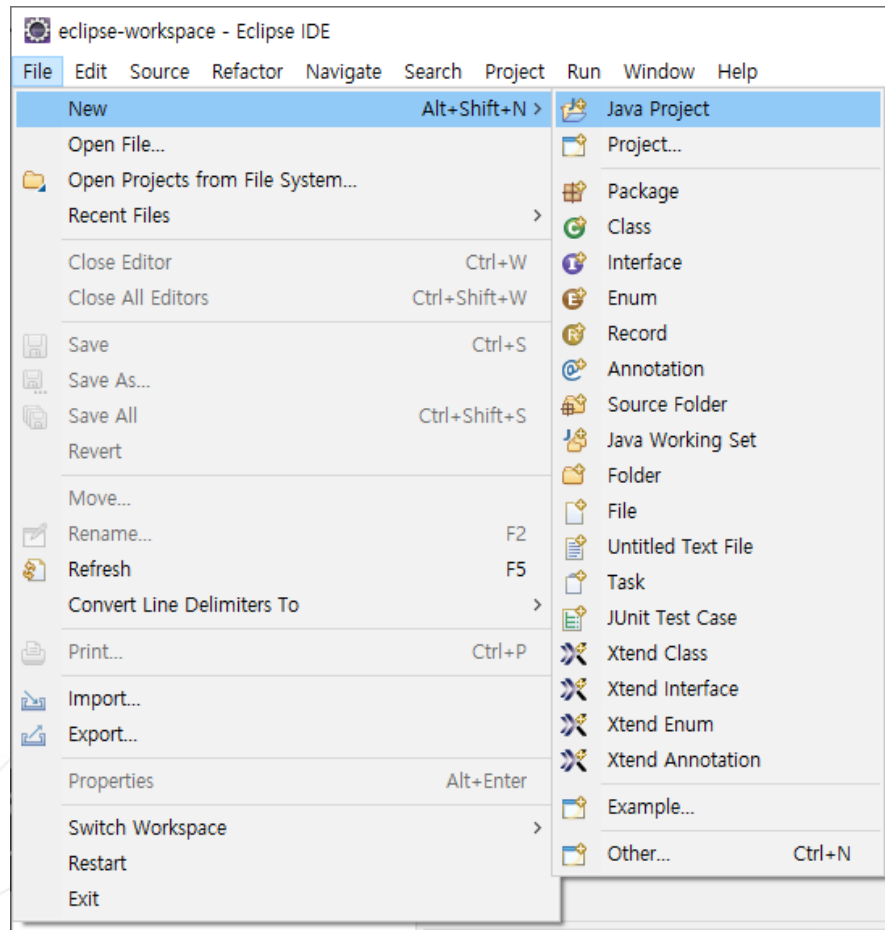 eclipse-workspace - Eclipse IDE
File Edit Source Refactor Navigate Search Project Run Window Help
New Alt+Shift+N >
Open File...
Open Projects from File System...
Recent Files >
Close Editor Ctrl+W
Close All Editors Ctrl+Shift+W
Save Ctrl+S
Save As...
Save All Ctrl+Shift+S
Revert
Move...
Rename... F2
Refresh F5
Convert Line Delimiters To >
Print... Ctrl+P
Import...
Export...
Properties Alt+Enter
Switch Workspace >
Restart
Exit
Java Project
Project...
Package
Class
Interface
Enum
Record
Annotation
Source Folder
Java Working Set
Folder
File
Untitled Text File
Task
JUnit Test Case
Xtend Class
Xtend Interface
Xtend Enum
Xtend Annotation
Example...
Other... Ctrl+N